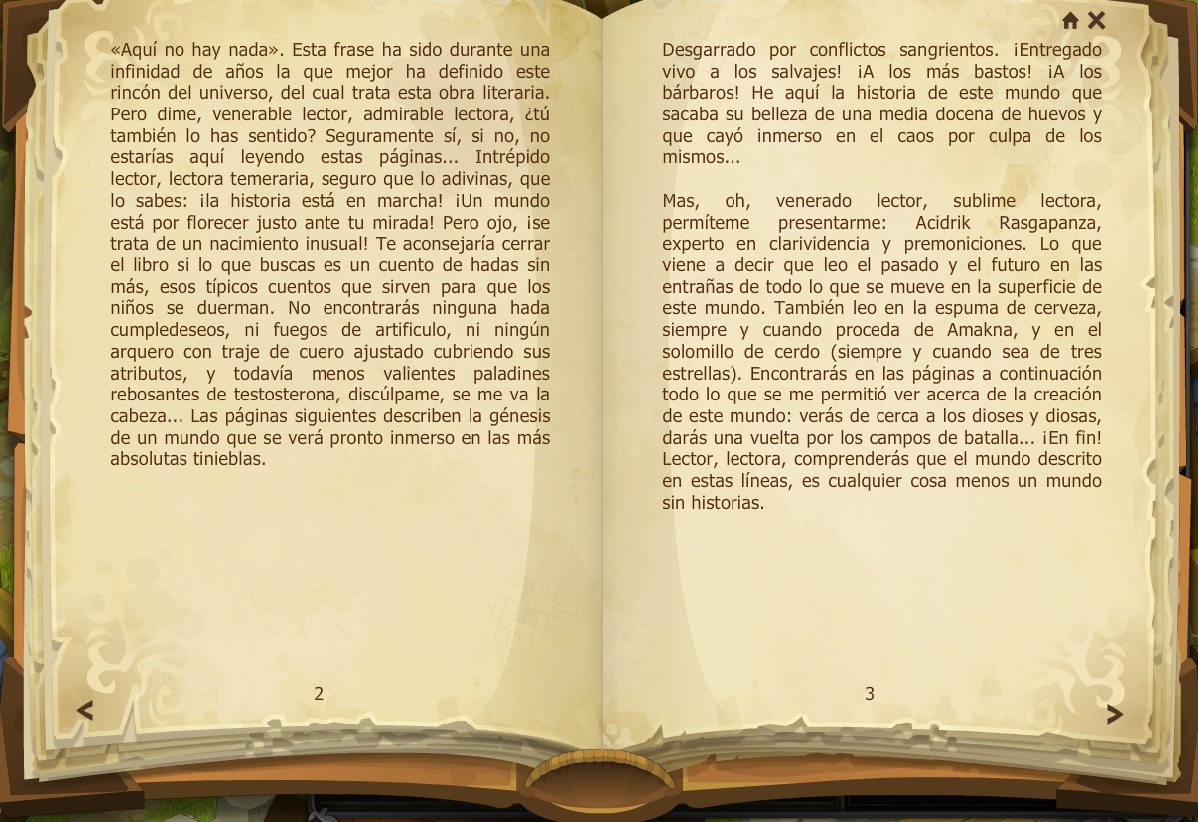 «Aquí no hay nada». Esta frase ha sido durante una
infinidad de años la que mejor ha definido este
rincón del universo, del cual trata esta obra literaria.
Pero dime, venerable lector, admirable lectora, ¿tú
también lo has sentido? Seguramente sí, si no, no
estarías aquí leyendo estas páginas... Intrépido
lector, lectora temeraria, seguro que lo adivinas, que
lo sabes: ¡la historia está en marcha! ¡Un mundo
está por florecer justo ante tu mirada! Pero ojo, ¡se
trata de un nacimiento inusual! Te aconsejaría cerrar
el libro si lo que buscas es un cuento de hadas sin
más, esos típicos cuentos que sirven para que los
niños se duerman. No encontrarás ninguna hada
cumpledeseos, ni fuegos de artificulo, ni ningún
arquero con traje de cuero ajustado cubriendo sus
atributos, y todavía menos valientes paladines
rebosantes de testosterona, discúlpame, se me va la
cabeza... Las páginas siguientes describen la génesis
de un mundo que se verá pronto inmerso en las más
absolutas tinieblas.
2
Desgarrado por conflictos sangrientos. ¡Entregado
vivo a los salvajes! ¡A los más bastos! ¡A los
bárbaros! He aquí la historia de este mundo que
sacaba su belleza de una media docena de huevos y
que cayó inmerso en el caos por culpa de los
mismos...
Mas, oh, venerado lector, sublime lectora,
permíteme presentarme: Acidrik Rasgapanza,
experto en clarividencia y premoniciones. Lo que
viene a decir que leo el pasado y el futuro en las
entrañas de todo lo que se mueve en la superficie de
este mundo. También leo en la espuma de cerveza,
siempre y cuando proceda de Amakna, y en el
solomillo de cerdo (siempre y cuando sea de tres
estrellas). Encontrarás en las páginas a continuación
todo lo que se me permitió ver acerca de la creación
de este mundo: verás de cerca a los dioses y diosas,
darás una vuelta por los campos de batalla... ¡En fin!
Lector, lectora, comprenderás que el mundo descrito
en estas líneas, es cualquier cosa menos un mundo
sin historias.
3